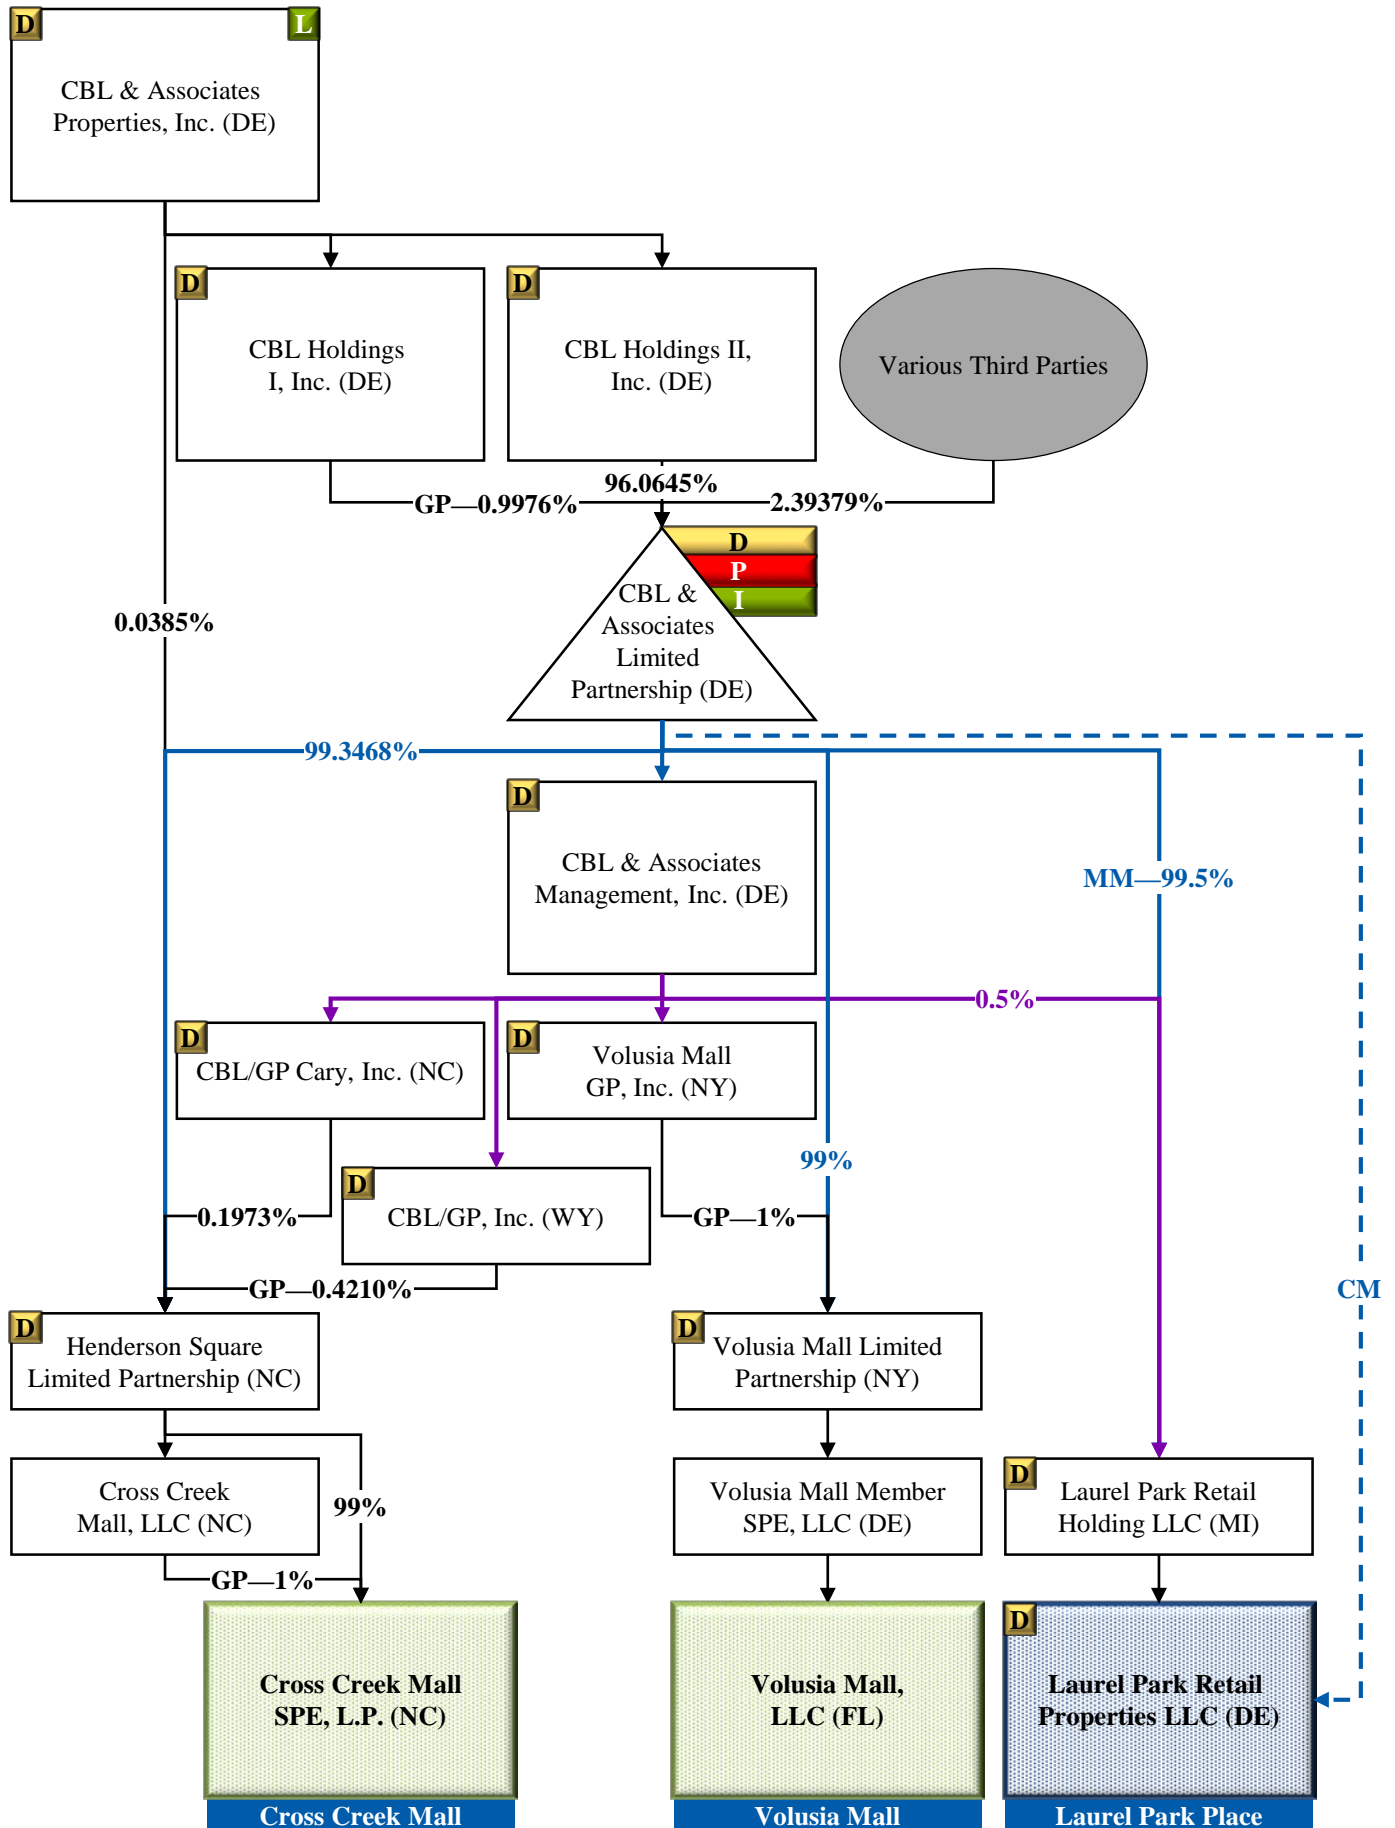 D
L
CBL & Associates
Properties, Inc. (DE)
D
CBL Holdings
I, Inc. (DE)
D
CBL Holdings II,
Inc. (DE)
Various Third Parties
GP—0.9976%
96.0645%
2.39379%
D
P
I
CBL &
Associates
Limited
Partnership (DE)
0.0385%
99.3468%
D
CBL & Associates
Management, Inc. (DE)
MM—99.5%
0.5%
D
CBL/GP Cary, Inc. (NC)
D
Volusia Mall
GP, Inc. (NY)
99%
D
CBL/GP, Inc. (WY)
0.1973%
GP—1%
GP—0.4210%
CM
D
Henderson Square
Limited Partnership (NC)
D
Volusia Mall Limited
Partnership (NY)
Cross Creek
Mall, LLC (NC)
99%
Volusia Mall Member
SPE, LLC (DE)
D
Laurel Park Retail
Holding LLC (MI)
GP—1%
Cross Creek Mall
SPE, L.P. (NC)
Volusia Mall,
LLC (FL)
D
Laurel Park Retail
Properties LLC (DE)
Cross Creek Mall
Volusia Mall
Laurel Park Place